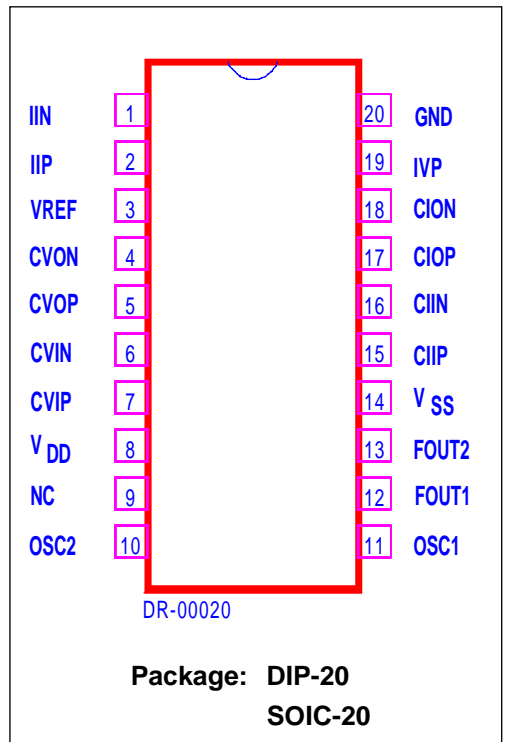 IIN 1 20 GND
IIP 2 19 IVP
VREF 3 18 CION
CVON 4 17 CIOP
CVOP 5 16 CIIN
CVIN 6 15 CIIP
CVIP 7 14 V SS
V DD 8 13 FOUT2
NC 9 12 FOUT1
OSC2 10 11 OSC1
DR-00020
Package: DIP-20
SOIC-20